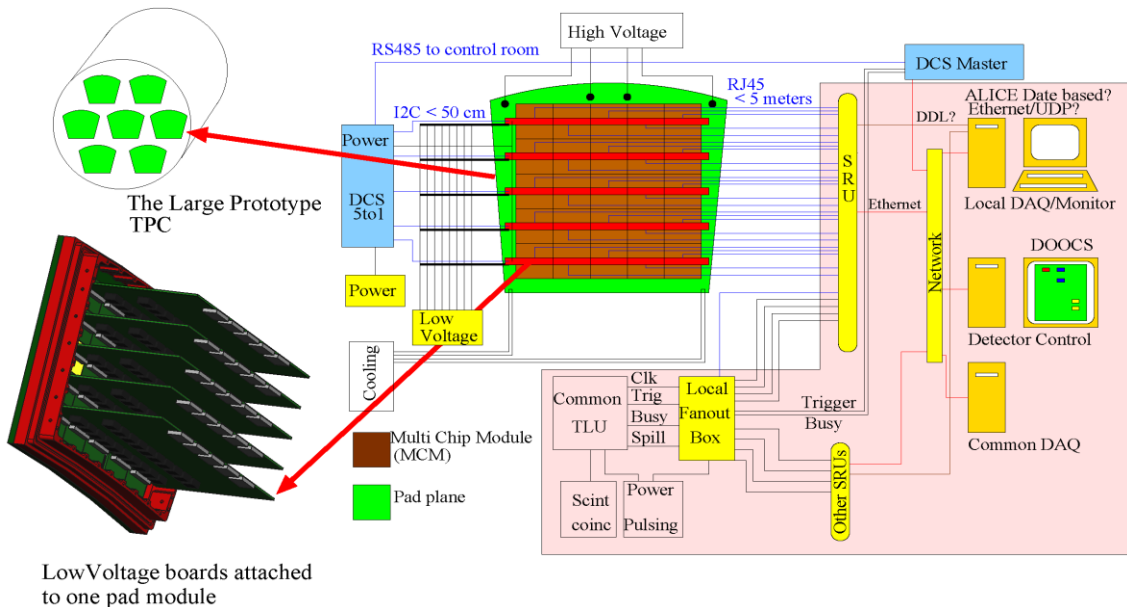 High Voltage
RS485 to control room
DCS Master
RJ45
< 5 meters
I2C < 50 cm
ALICE Date based?
Ethernet/UDP?
DDL?
Power
DCS
5to1
S
R
U
Ethernet
Local DAQ/Monitor
The Large Prototype
TPC
DOOCS
Network
Power
Low
Voltage
Detector Control
Cooling
Clk
Trig
Busy
Spill
Common
TLU
Local
Fanout
Box
Trigger
Busy
Common DAQ
Multi Chip Module
(MCM)
Pad plane
Scint
coinc
Power
Pulsing
Other SRUs
LowVoltage boards attached
to one pad module